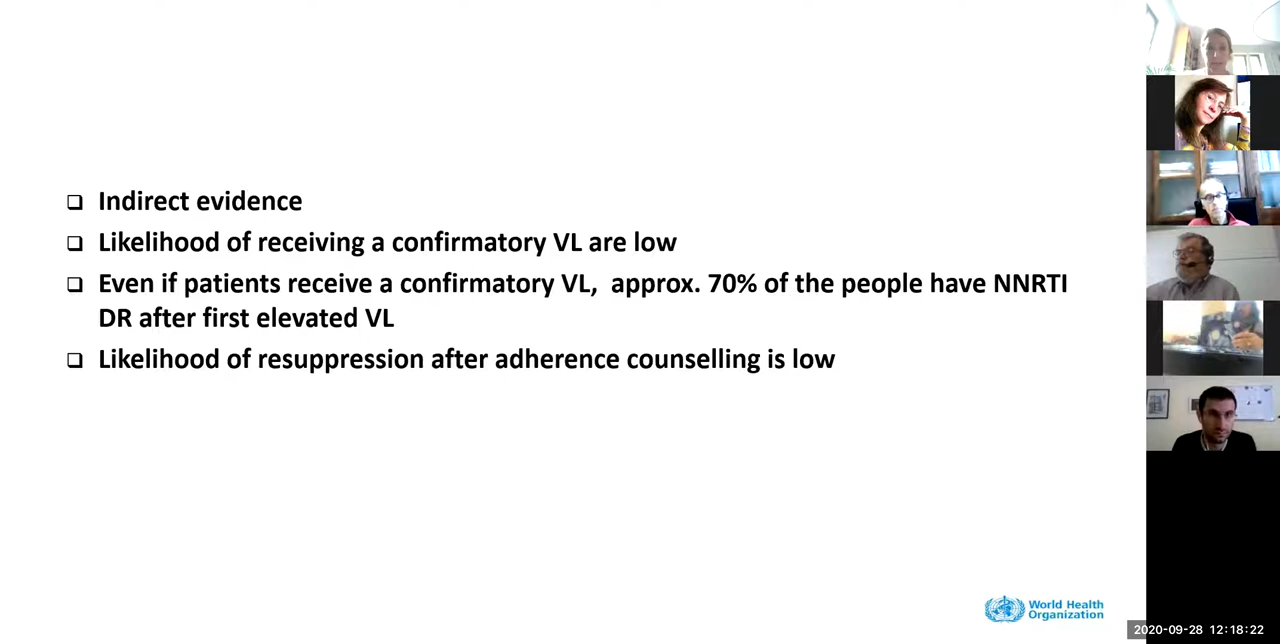 Indirect evidence
Likelihood of receiving a confirmatory VL are low
Even if patients receive a confirmatory VL,  approx. 70% of the people have NNRTI
DR after first elevated VL
Likelihood of resuppression after adherence counselling is low
World Health
Organization
2020-09-28 12:18:22